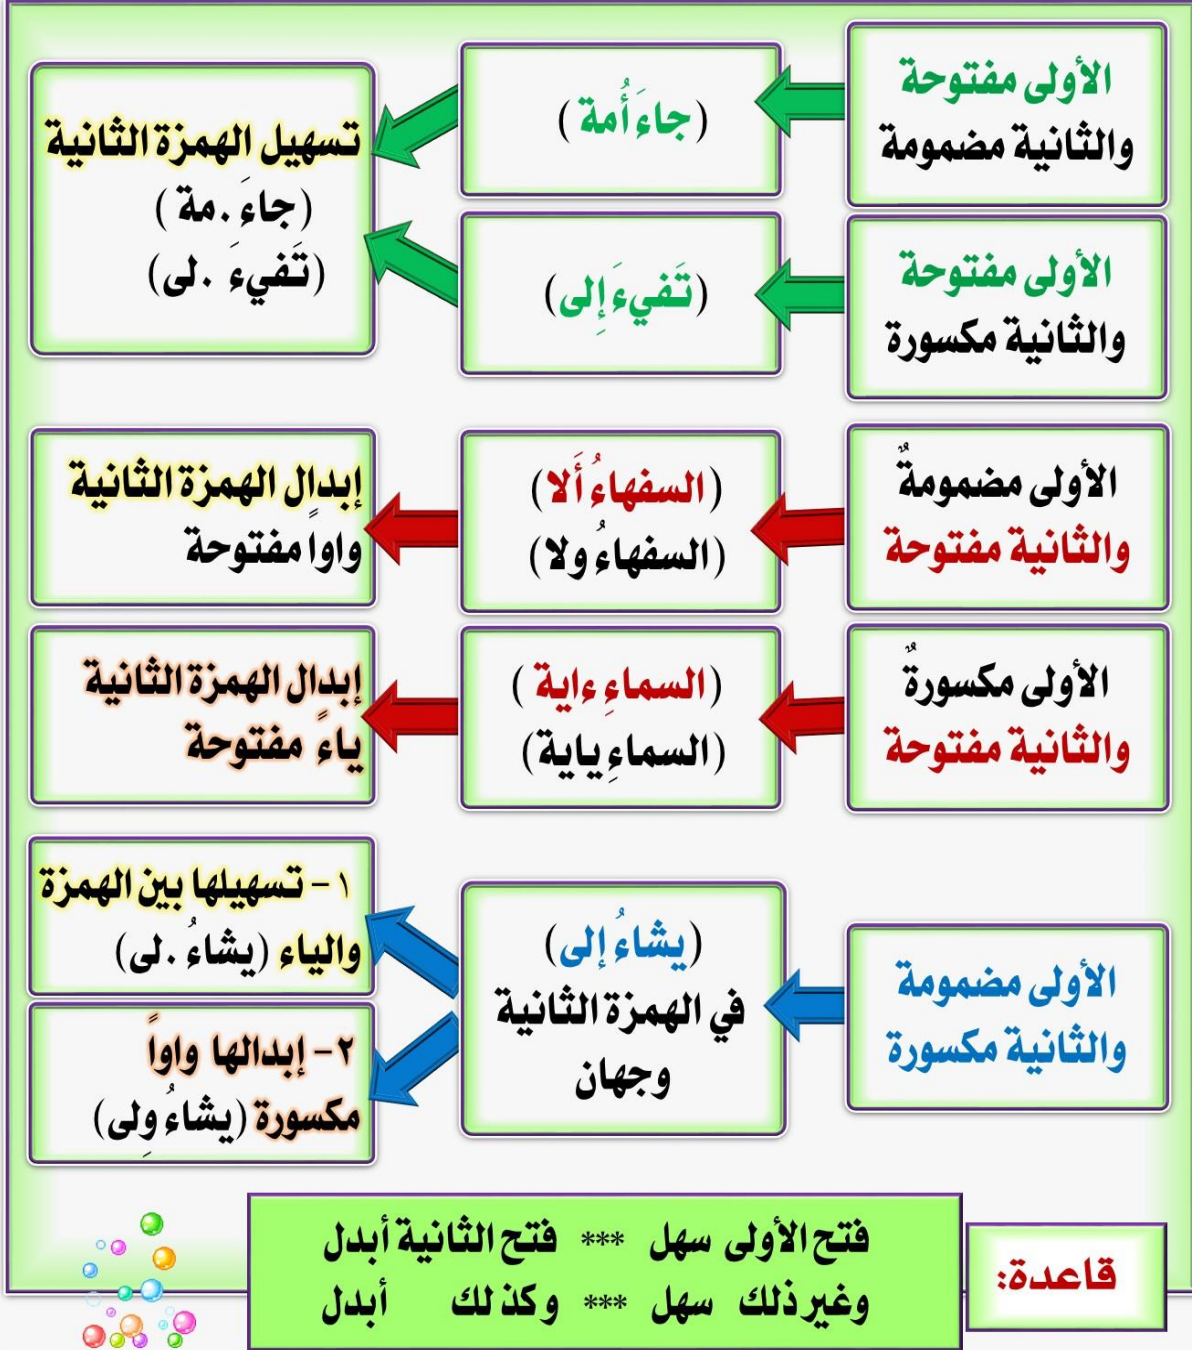 الأولى مفتوحة
والثانية مضمومة
(جاءَ أُمة)
تسهيل الهمزة الثانية
(جاءَ .مة)
(تَفيءَ .لى)
الأولى مفتوحة
والثانية مكسورة
(تَفيءَ إِلى)
الأولى مضمومةٌ
والثانية مفتوحة
(السفهاءُ أَلا)
(السفهاءُ ولا)
إبدال الهمزة الثانية
واواً مفتوحة
الأولى مكسورةٌ
والثانية مفتوحة
(السماءِ ءاية)
(السماءِ ياية)
إبدال الهمزة الثانية
ياءً مفتوحة
الأولى مضمومة
والثانية مكسورة
(يشاءُ إلى)
في الهمزة الثانية
وجهان
١- تسهيلها بين الهمزة
والياء (يشاءُ .لى)
٢- إبدالها واواً
مكسورة (يشاءُ وِلى)
قاعدة:
فتح الأولى سهل *** فتح الثانية أبدل
وغير ذلك سهل *** وكذلك أبدل